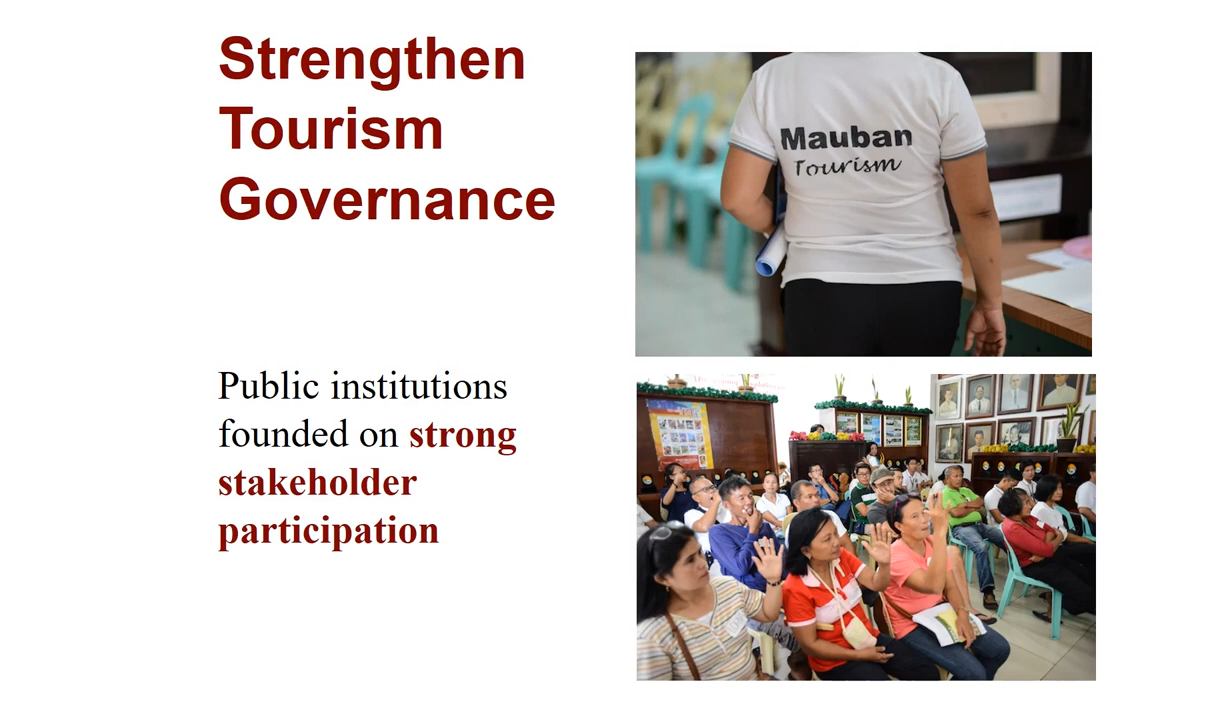 Strengthen
Tourism
Governance
Public institutions
founded on strong
stakeholder
participation
Mauban
Tourism